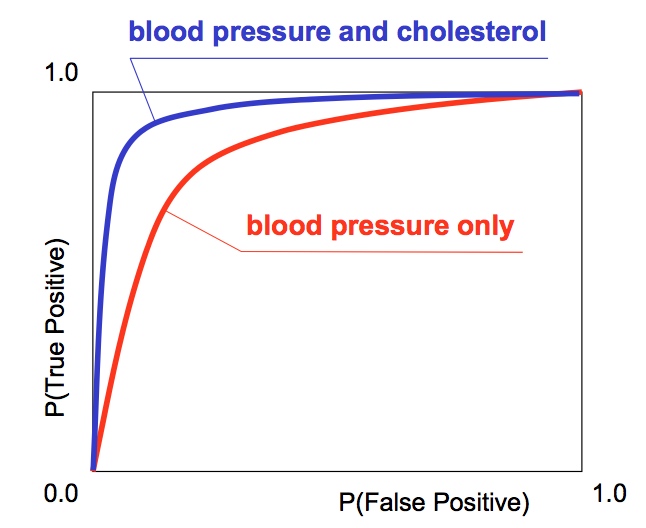 blood pressure and cholesterol
1.0
blood pressure only
P(True Positive)
0.0
P(False Positive)
1.0